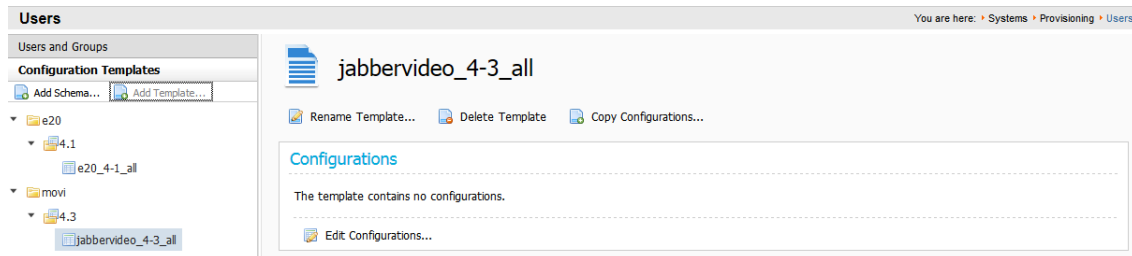 Users
You are here: Systems Provisioning Users
Users and Groups
Configuration Templates
Add Schema... Add Template...
e20
4.1
e20_4-1_all
movi
4.3
jabbervideo_4-3_all
jabbervideo_4-3_all
Rename Template... Delete Template Copy Configurations...
Configurations
The template contains no configurations.
Edit Configurations...